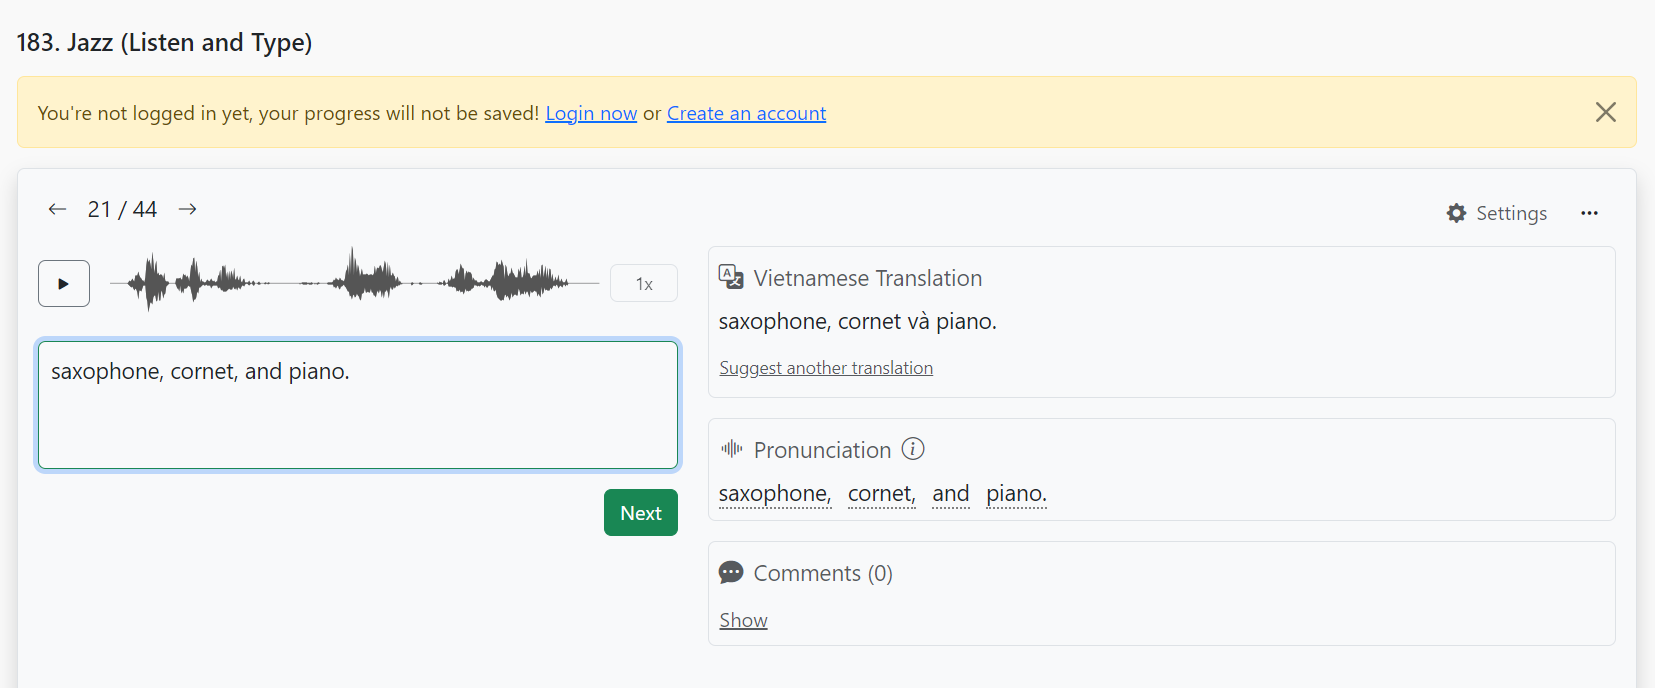 183. Jazz (Listen and Type)
You're not logged in yet, your progress will not be saved! Login now or Create an account
21 / 44
Settings
1x
saxophone, cornet, and piano.
Next
Vietnamese Translation
saxophone, cornet và piano.
Suggest another translation
Pronunciation
saxophone, cornet, and piano.
Comments (0)
Show